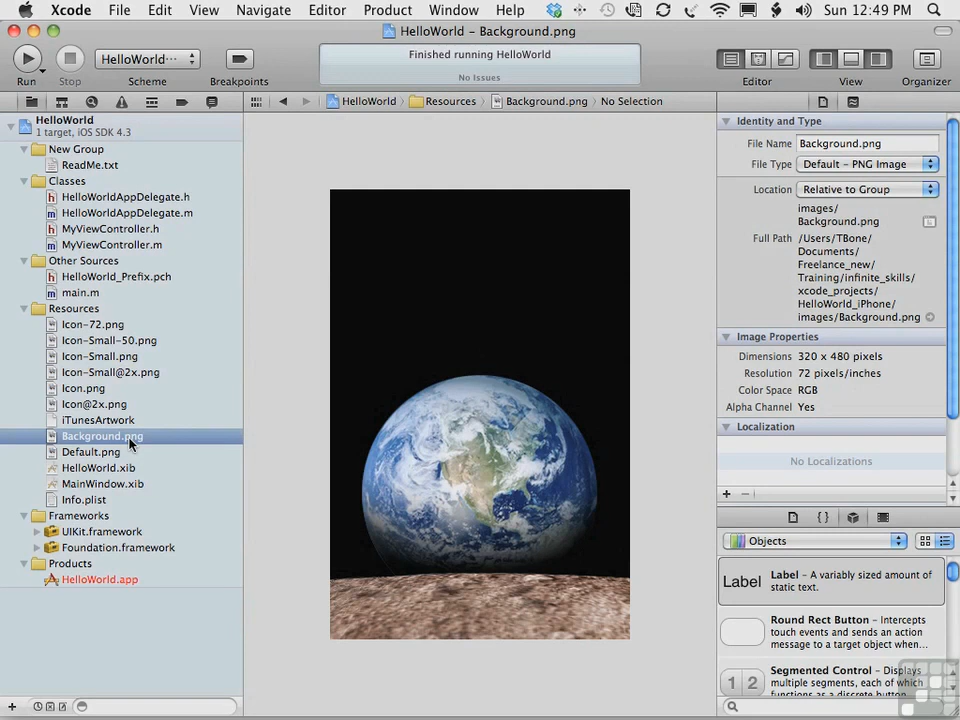 Xcode File Edit View Navigate Editor Product Window Help Sun 12:49 PM
HelloWorld – Background.png
Run Stop HelloWorld··· Scheme Breakpoints
Finished running HelloWorld
No Issues
Editor View Organizer
HelloWorld Resources Background.png No Selection
HelloWorld
1 target, iOS SDK 4.3
New Group
ReadMe.txt
Classes
HelloWorldAppDelegate.h
HelloWorldAppDelegate.m
MyViewController.h
MyViewController.m
Other Sources
HelloWorld_Prefix.pch
main.m
Resources
Icon-72.png
Icon-Small-50.png
Icon-Small.png
Icon-Small@2x.png
Icon.png
Icon@2x.png
iTunesArtwork
Background.png
Default.png
HelloWorld.xib
MainWindow.xib
Info.plist
Frameworks
UIKit.framework
Foundation.framework
Products
HelloWorld.app
Identity and Type
File Name Background.png
File Type Default – PNG Image
Location Relative to Group
images/
Background.png
Full Path /Users/TBone/
Documents/
Freelance_new/
Training/infinite_skills/
xcode_projects/
HelloWorld_iPhone/
images/Background.png
Image Properties
Dimensions 320 x 480 pixels
Resolution 72 pixels/inches
Color Space RGB
Alpha Channel Yes
Localization
No Localizations
Objects
Label Label – A variably sized amount of
static text.
Round Rect Button – Intercepts
touch events and sends an action
message to a target object when...
1 2 Segmented Control – Displays
multiple segments, each of which
functions as a discrete button.